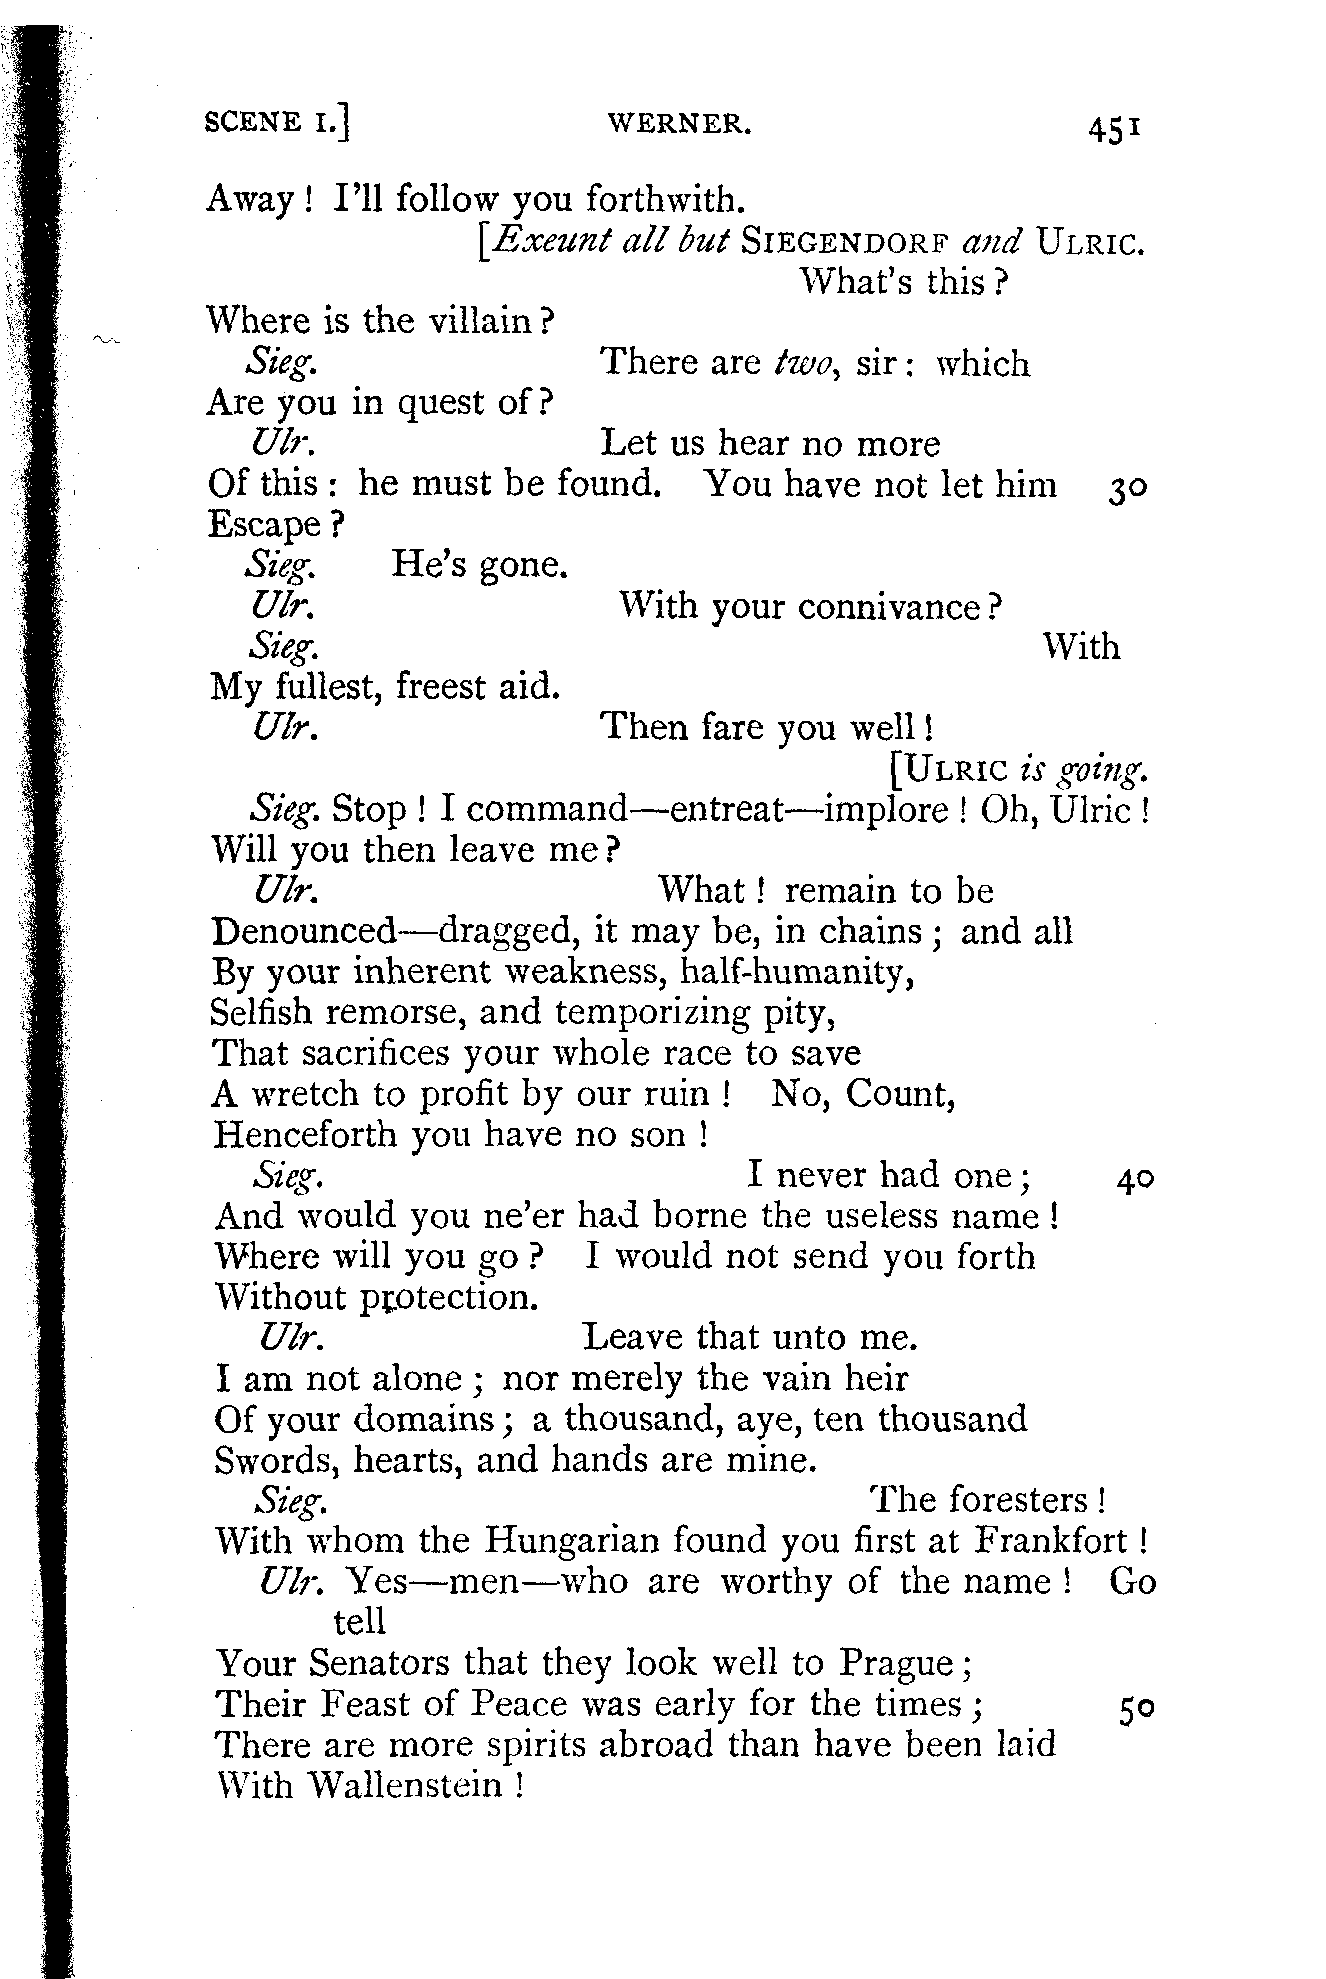 SCENE I.] WERNER. 451
Away! I'll follow you forthwith.
[Exeunt all but SIEGENDORF and ULRIC.
What's this?
Where is the villain?
Sieg. There are two, sir: which
Are you in quest of?
Ulr. Let us hear no more
Of this: he must be found. You have not let him 30
Escape?
Sieg. He's gone.
Ulr. With your connivance?
Sieg. With
My fullest, freest aid.
Ulr. Then fare you well!
[ULRIC is going.
Sieg. Stop! I command—entreat—implore! Oh, Ulric!
Will you then leave me?
Ulr. What! remain to be
Denounced—dragged, it may be, in chains; and all
By your inherent weakness, half-humanity,
Selfish remorse, and temporizing pity,
That sacrifices your whole race to save
A wretch to profit by our ruin! No, Count,
Henceforth you have no son!
Sieg. I never had one; 40
And would you ne'er had borne the useless name!
Where will you go? I would not send you forth
Without protection.
Ulr. Leave that unto me.
I am not alone; nor merely the vain heir
Of your domains; a thousand, aye, ten thousand
Swords, hearts, and hands are mine.
Sieg. The foresters!
With whom the Hungarian found you first at Frankfort!
Ulr. Yes—men—who are worthy of the name! Go
tell
Your Senators that they look well to Prague;
Their Feast of Peace was early for the times; 50
There are more spirits abroad than have been laid
With Wallenstein!